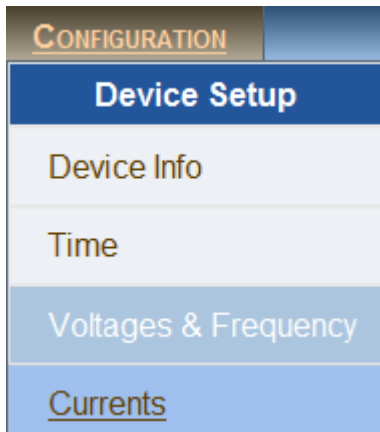 CONFIGURATION
Device Setup
Device Info
Time
Voltages & Frequency
Currents